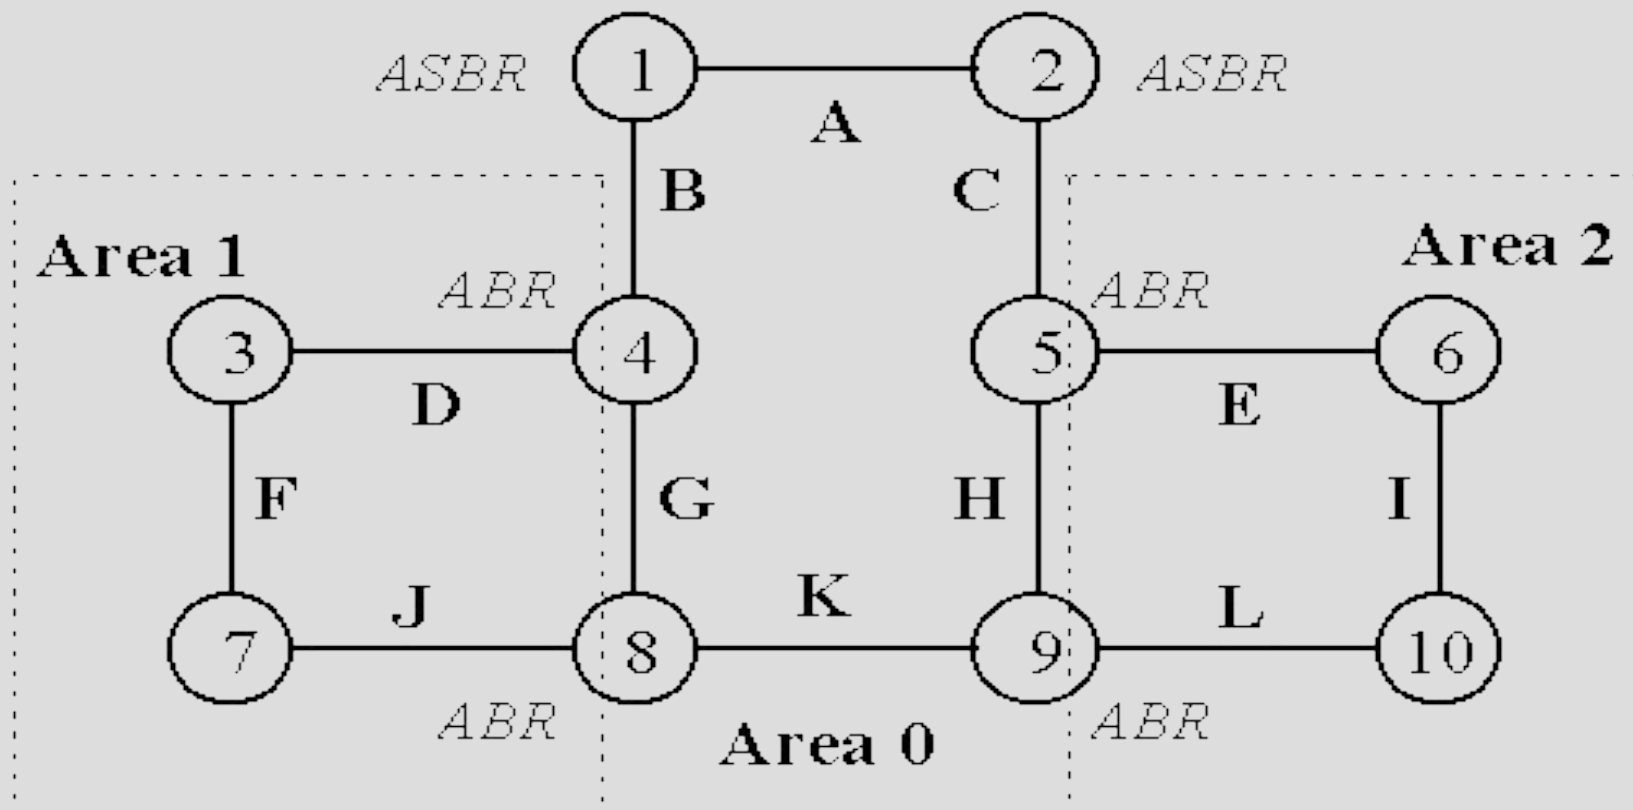 ASBR 1 2 ASBR
A
B C
Area 1 Area 2
ABR ABR
3 4 5 6
D E
F G H I
J K L
7 8 9 10
ABR ABR
Area 0